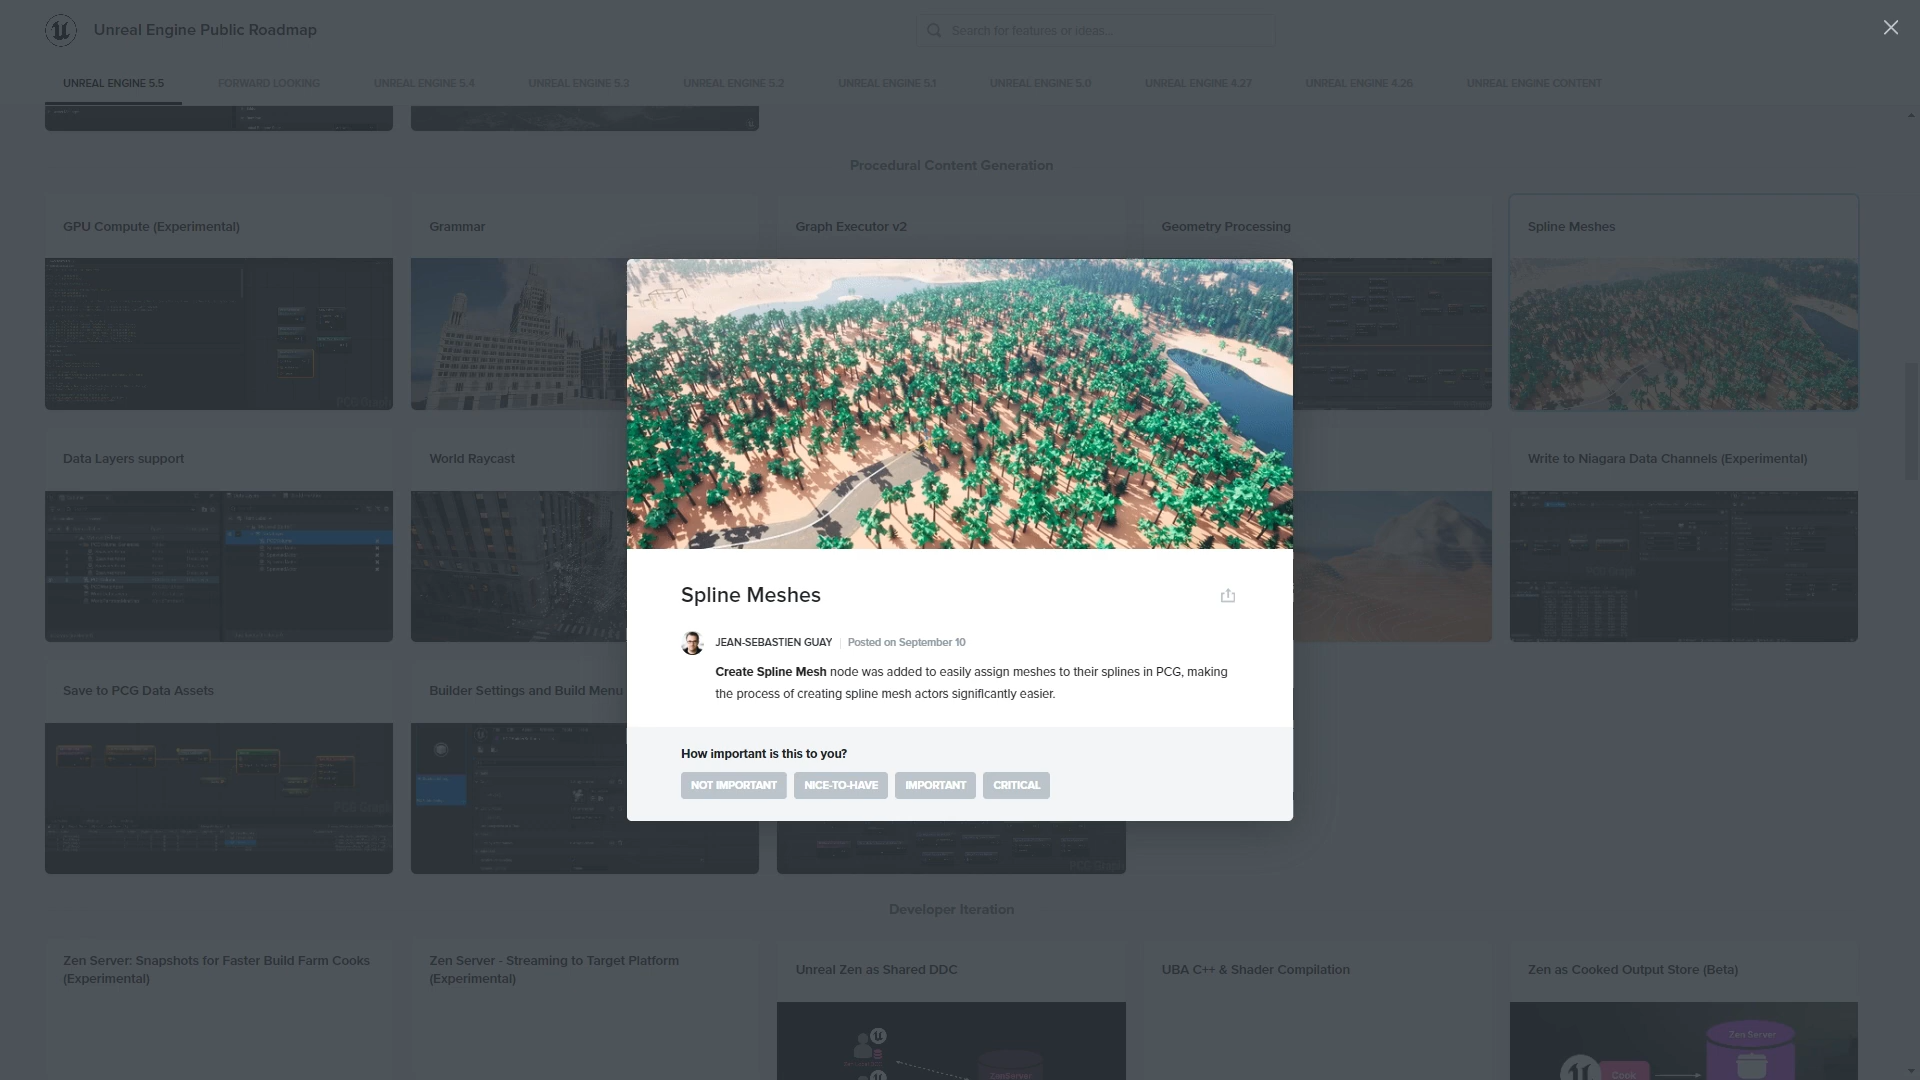 Unreal Engine Public Roadmap
Search for features or ideas...
UNREAL ENGINE 5.5
FORWARD LOOKING
UNREAL ENGINE 5.4
UNREAL ENGINE 5.3
UNREAL ENGINE 5.2
UNREAL ENGINE 5.1
UNREAL ENGINE 5.0
UNREAL ENGINE 4.27
UNREAL ENGINE 4.26
UNREAL ENGINE CONTENT
Procedural Content Generation
GPU Compute (Experimental)
Grammar
Graph Executor v2
Geometry Processing
Spline Meshes
Data Layers support
World Raycast
Write to Niagara Data Channels (Experimental)
Spline Meshes
JEAN-SEBASTIEN GUAY
Posted on September 10
Create Spline Mesh node was added to easily assign meshes to their splines in PCG, making
the process of creating spline mesh actors significantly easier.
How important is this to you?
NOT IMPORTANT
NICE-TO-HAVE
IMPORTANT
CRITICAL
Save to PCG Data Assets
Builder Settings and Build Menu
Developer Iteration
Zen Server: Snapshots for Faster Build Farm Cooks
(Experimental)
Zen Server - Streaming to Target Platform
(Experimental)
Unreal Zen as Shared DDC
UBA C++ & Shader Compilation
Zen as Cooked Output Store (Beta)
ZenServer
Zen Server
Cook